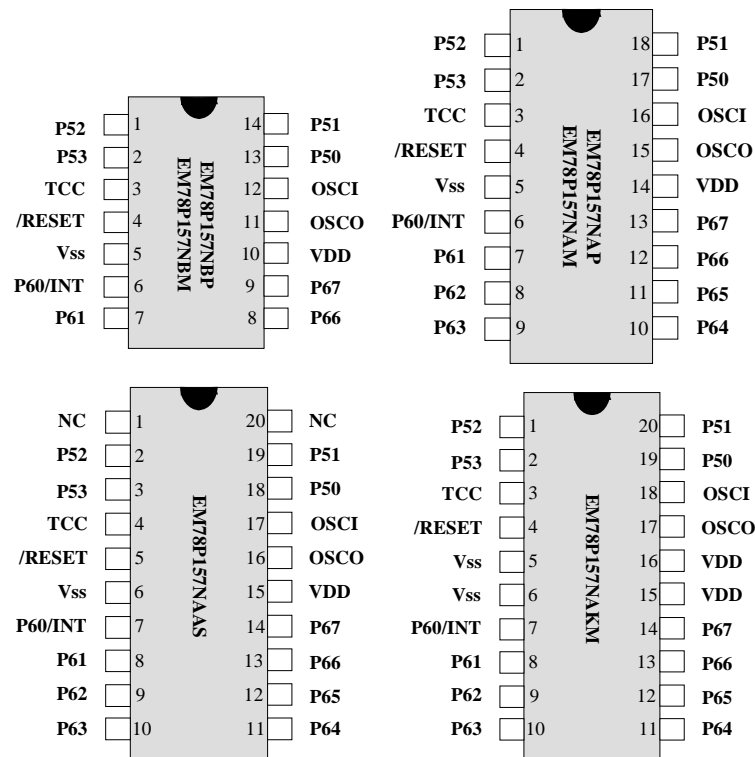 P52 1 14 P51
P53 2 13 P50
TCC 3 12 OSCI
/RESET 4 11 OSCO
Vss 5 10 VDD
P60/INT 6 9 P67
P61 7 8 P66
EM78P157NBP
EM78P157NBM
P52 1 18 P51
P53 2 17 P50
TCC 3 16 OSCI
/RESET 4 15 OSCO
Vss 5 14 VDD
P60/INT 6 13 P67
P61 7 12 P66
P62 8 11 P65
P63 9 10 P64
EM78P157NAP
EM78P157NAM
NC 1 20 NC
P52 2 19 P51
P53 3 18 P50
TCC 4 17 OSCI
/RESET 5 16 OSCO
Vss 6 15 VDD
P60/INT 7 14 P67
P61 8 13 P66
P62 9 12 P65
P63 10 11 P64
EM78P157NAAS
P52 1 20 P51
P53 2 19 P50
TCC 3 18 OSCI
/RESET 4 17 OSCO
Vss 5 16 VDD
Vss 6 15 VDD
P60/INT 7 14 P67
P61 8 13 P66
P62 9 12 P65
P63 10 11 P64
EM78P157NAKM